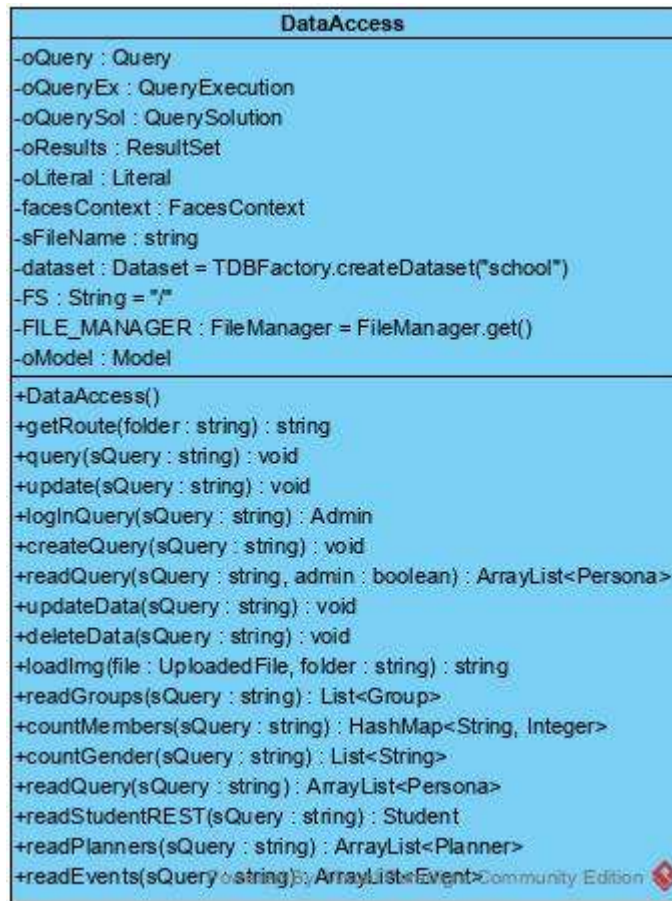 DataAccess
-oQuery : Query
-oQueryEx : QueryExecution
-oQuerySol : QuerySolution
-oResults : ResultSet
-oLiteral : Literal
-facesContext : FacesContext
-sFileName : string
-dataset : Dataset = TDBFactory.createDataset("school")
-FS : String = "/"
-FILE_MANAGER : FileManager = FileManager.get()
-oModel : Model
+DataAccess()
+getRoute(folder : string) : string
+query(sQuery : string) : void
+update(sQuery : string) : void
+logInQuery(sQuery : string) : Admin
+createQuery(sQuery : string) : void
+readQuery(sQuery : string, admin : boolean) : ArrayList<Persona>
+updateData(sQuery : string) : void
+deleteData(sQuery : string) : void
+loadImg(file : UploadedFile, folder : string) : string
+readGroups(sQuery : string) : List<Group>
+countMembers(sQuery : string) : HashMap<String, Integer>
+countGender(sQuery : string) : List<String>
+readQuery(sQuery : string) : ArrayList<Persona>
+readStudentREST(sQuery : string) : Student
+readPlanners(sQuery : string) : ArrayList<Planner>
+readEvents(sQuery : string) : ArrayList<Event>
Community Edition